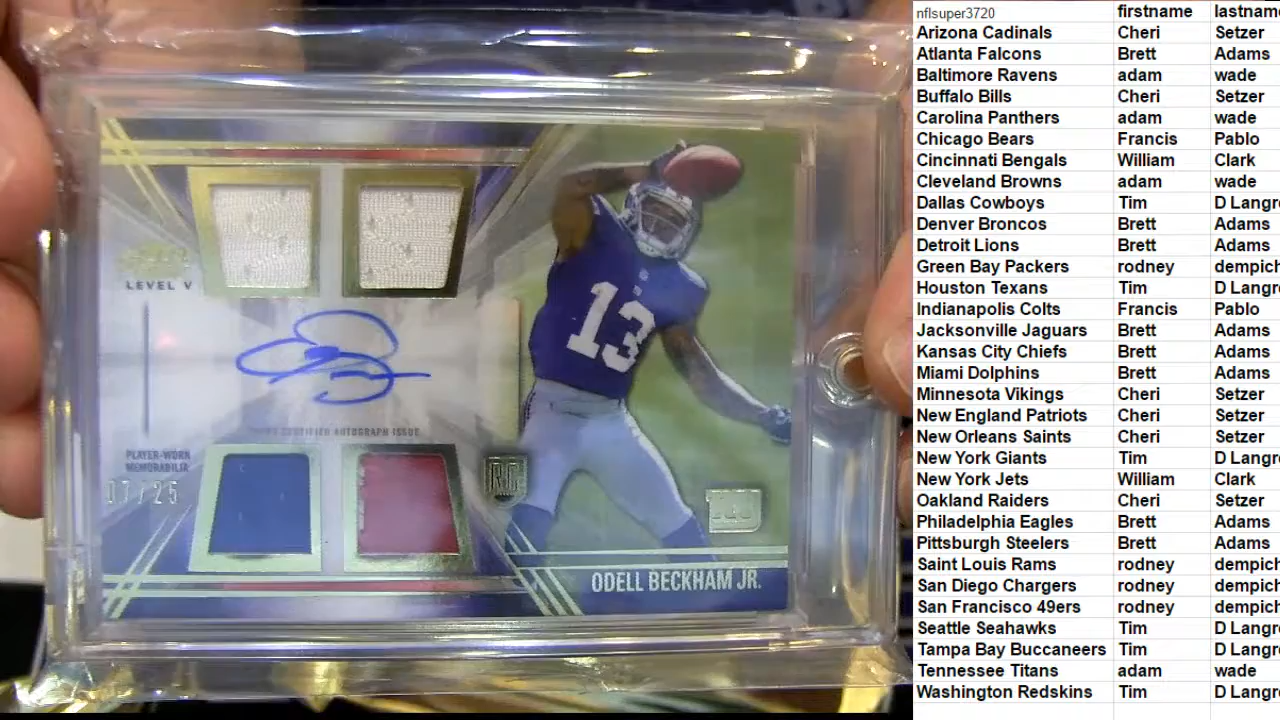 LEVEL V
13
TOPPS CERTIFIED AUTOGRAPH ISSUE
PLAYER-WORN
MEMORABILIA
07/25
RC
ODELL BECKHAM JR.
nflsuper3720 firstname lastname
Arizona Cadinals Cheri Setzer
Atlanta Falcons Brett Adams
Baltimore Ravens adam wade
Buffalo Bills Cheri Setzer
Carolina Panthers adam wade
Chicago Bears Francis Pablo
Cincinnati Bengals William Clark
Cleveland Browns adam wade
Dallas Cowboys Tim D Langre
Denver Broncos Brett Adams
Detroit Lions Brett Adams
Green Bay Packers rodney dempich
Houston Texans Tim D Langre
Indianapolis Colts Francis Pablo
Jacksonville Jaguars Brett Adams
Kansas City Chiefs Brett Adams
Miami Dolphins Brett Adams
Minnesota Vikings Cheri Setzer
New England Patriots Cheri Setzer
New Orleans Saints Cheri Setzer
New York Giants Tim D Langre
New York Jets William Clark
Oakland Raiders Cheri Setzer
Philadelphia Eagles Brett Adams
Pittsburgh Steelers Brett Adams
Saint Louis Rams rodney dempich
San Diego Chargers rodney dempich
San Francisco 49ers rodney dempich
Seattle Seahawks Tim D Langre
Tampa Bay Buccaneers Tim D Langre
Tennessee Titans adam wade
Washington Redskins Tim D Langre